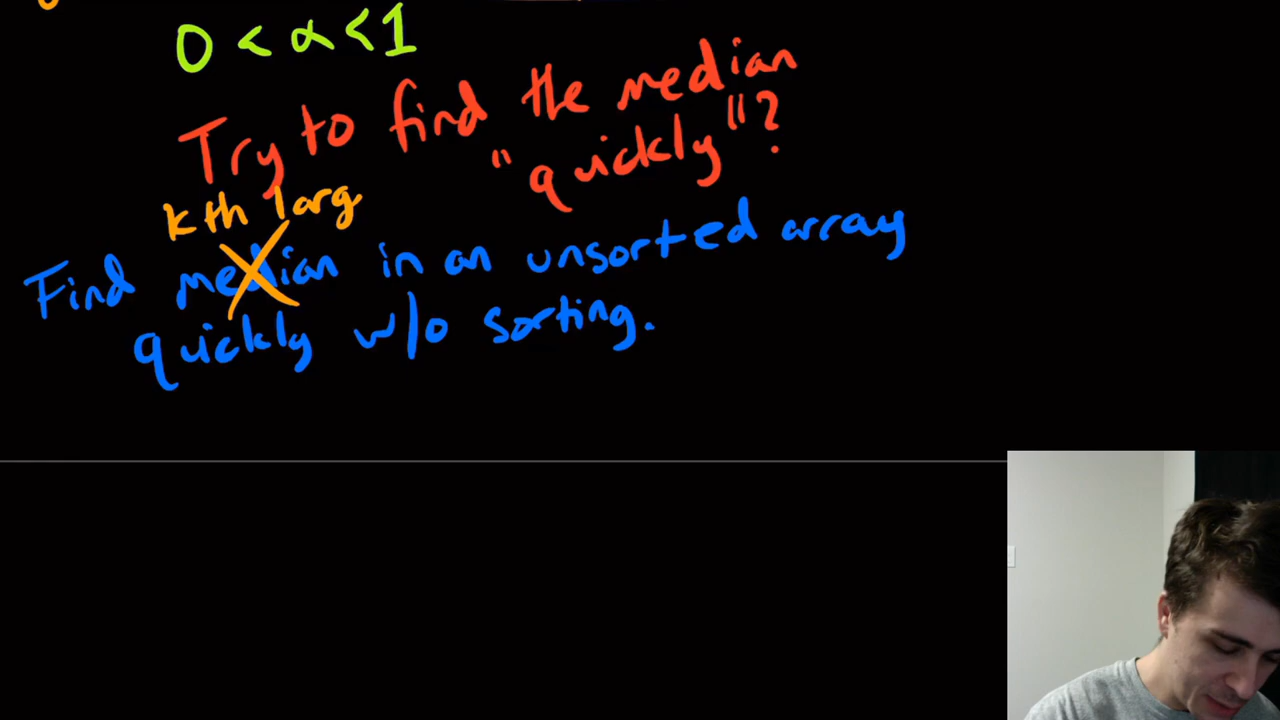 0 < α < 1
Try to find the median
"quickly"?
kth larg
Find median in an unsorted array
quickly w/o sorting.